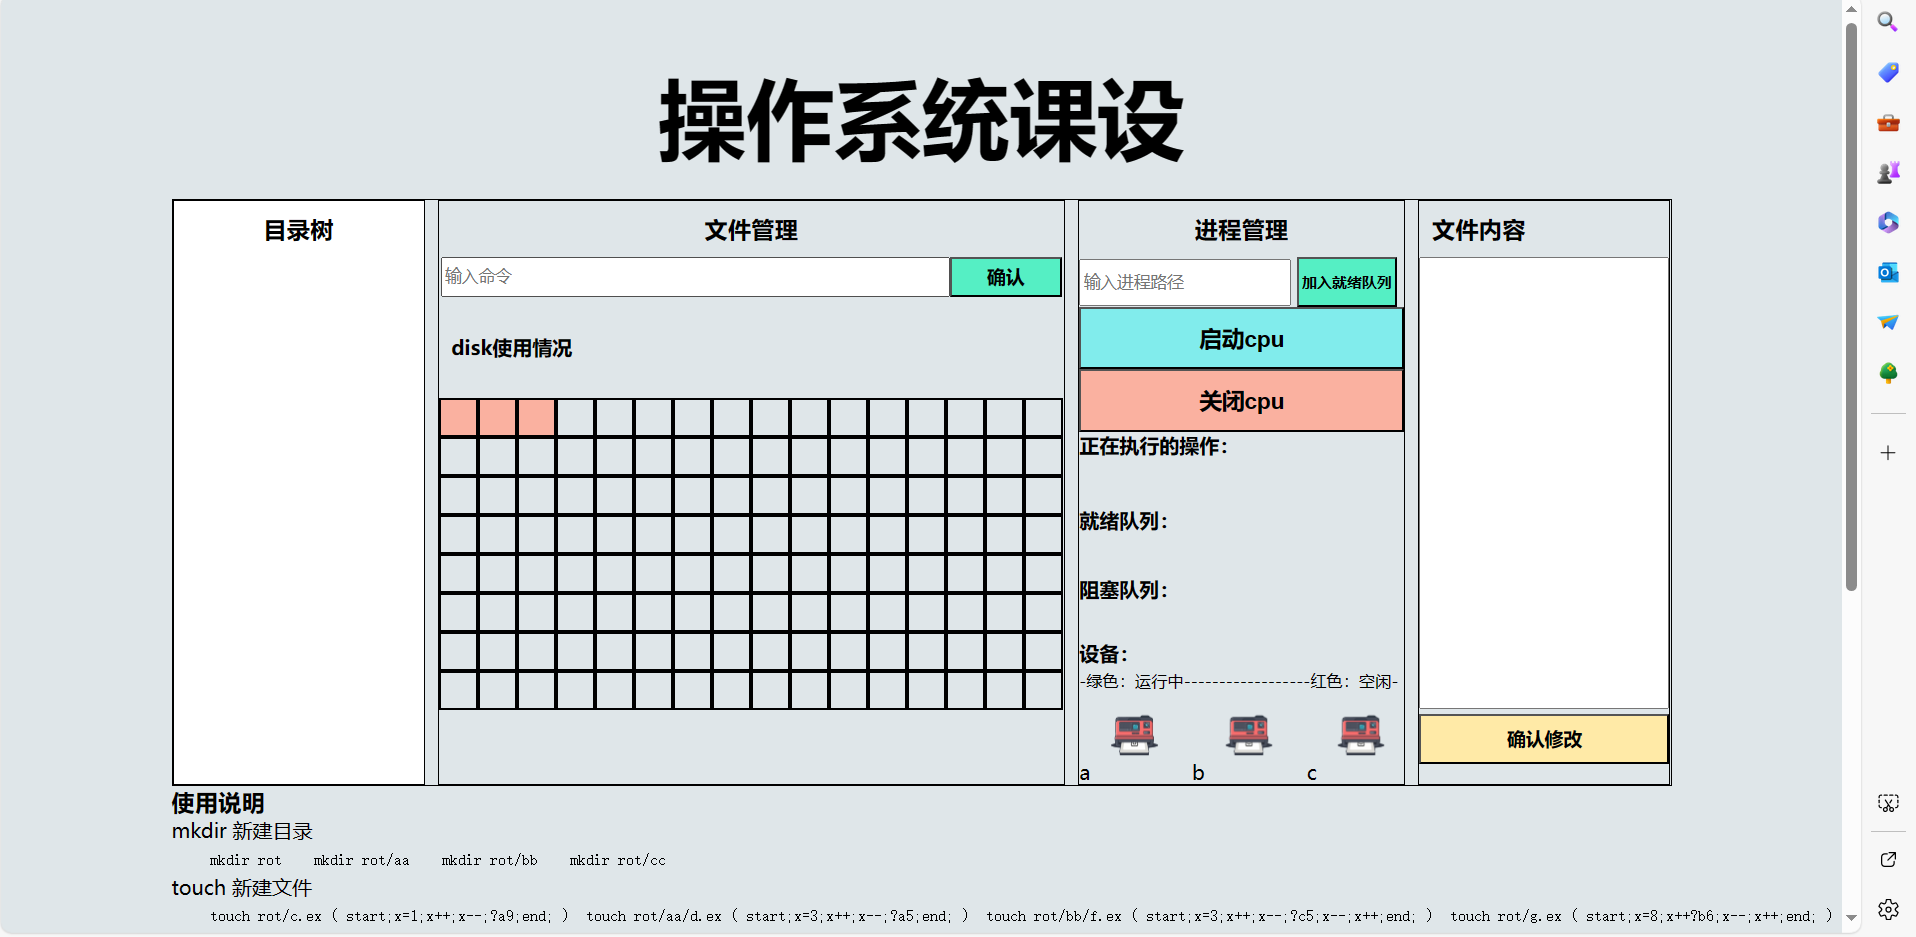 操作系统课设
目录树
文件管理
输入命令
确认
disk使用情况
进程管理
输入进程路径
加入就绪队列
启动cpu
关闭cpu
正在执行的操作：
就绪队列：
阻塞队列：
设备：
-绿色：运行中------------------红色：空闲-
a b c
文件内容
确认修改
使用说明
mkdir 新建目录
mkdir rot mkdir rot/aa mkdir rot/bb mkdir rot/cc
touch 新建文件
touch rot/c.ex ( start;x=1;x++;x--;?a9;end; ) touch rot/aa/d.ex ( start;x=3;x++;x--;?a5;end; ) touch rot/bb/f.ex ( start;x=3;x++;x--;?c5;x--;x++;end; ) touch rot/g.ex ( start;x=8;x++?b6;x--;x++;end; )